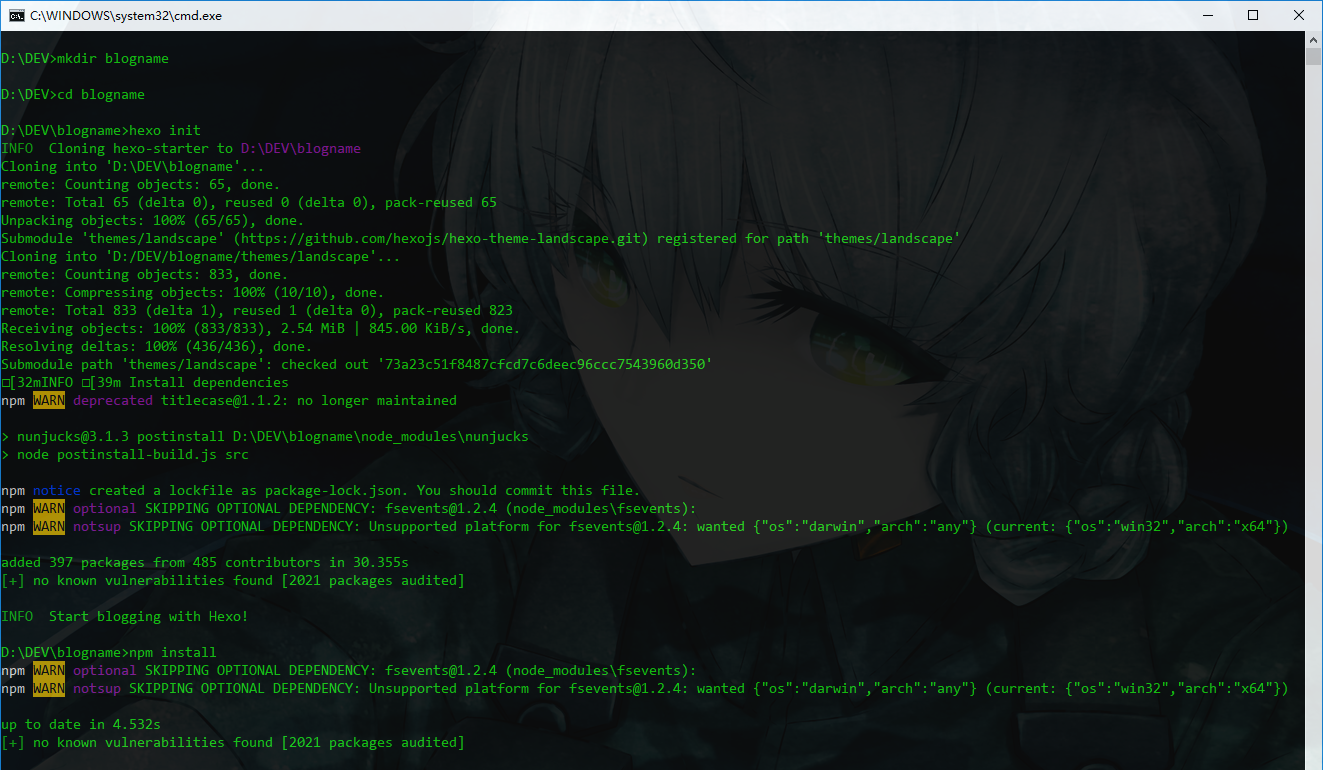 C:\WINDOWS\system32\cmd.exe
D:\DEV>mkdir blogname
D:\DEV>cd blogname
D:\DEV\blogname>hexo init
INFO  Cloning hexo-starter to D:\DEV\blogname
Cloning into 'D:\DEV\blogname'...
remote: Counting objects: 65, done.
remote: Total 65 (delta 0), reused 0 (delta 0), pack-reused 65
Unpacking objects: 100% (65/65), done.
Submodule 'themes/landscape' (https://github.com/hexojs/hexo-theme-landscape.git) registered for path 'themes/landscape'
Cloning into 'D:/DEV/blogname/themes/landscape'...
remote: Counting objects: 833, done.
remote: Compressing objects: 100% (10/10), done.
remote: Total 833 (delta 1), reused 1 (delta 0), pack-reused 823
Receiving objects: 100% (833/833), 2.54 MiB | 845.00 KiB/s, done.
Resolving deltas: 100% (436/436), done.
Submodule path 'themes/landscape': checked out '73a23c51f8487cfcd7c6deec96ccc7543960d350'
□[32mINFO □[39m Install dependencies
npm WARN deprecated titlecase@1.1.2: no longer maintained
> nunjucks@3.1.3 postinstall D:\DEV\blogname\node_modules\nunjucks
> node postinstall-build.js src
npm notice created a lockfile as package-lock.json. You should commit this file.
npm WARN optional SKIPPING OPTIONAL DEPENDENCY: fsevents@1.2.4 (node_modules\fsevents):
npm WARN notsup SKIPPING OPTIONAL DEPENDENCY: Unsupported platform for fsevents@1.2.4: wanted {"os":"darwin","arch":"any"} (current: {"os":"win32","arch":"x64"})
added 397 packages from 485 contributors in 30.355s
[+] no known vulnerabilities found [2021 packages audited]
INFO  Start blogging with Hexo!
D:\DEV\blogname>npm install
npm WARN optional SKIPPING OPTIONAL DEPENDENCY: fsevents@1.2.4 (node_modules\fsevents):
npm WARN notsup SKIPPING OPTIONAL DEPENDENCY: Unsupported platform for fsevents@1.2.4: wanted {"os":"darwin","arch":"any"} (current: {"os":"win32","arch":"x64"})
up to date in 4.532s
[+] no known vulnerabilities found [2021 packages audited]